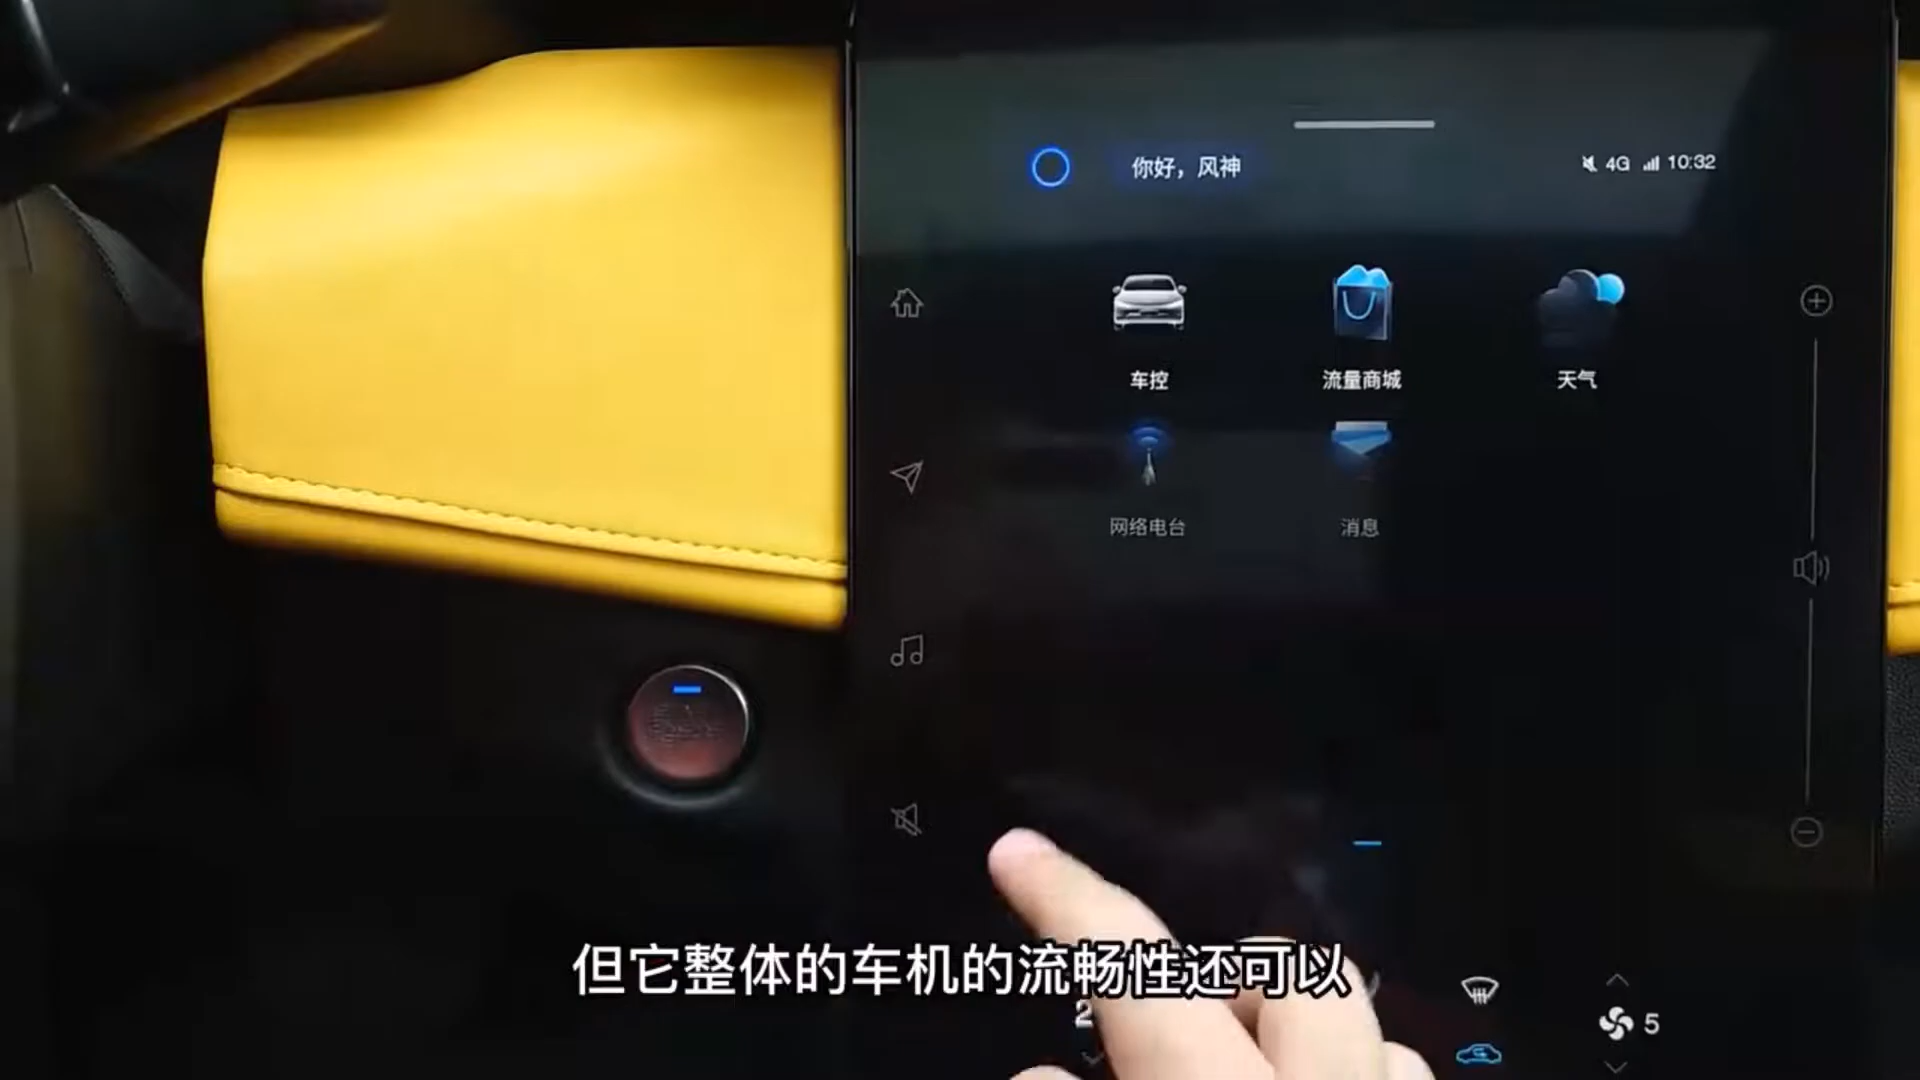 你好，风神
4G 10:32
车控
流量商城
天气
网络电台
消息
但它整体的车机的流畅性还可以
2
5